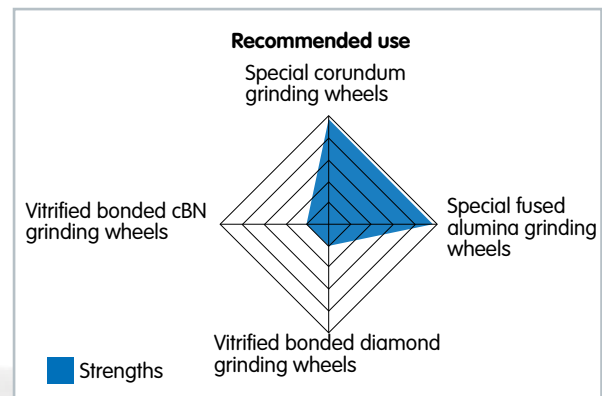 Recommended use
Special corundum
grinding wheels
Vitrified bonded cBN
grinding wheels
Special fused
alumina grinding
wheels
Vitrified bonded diamond
grinding wheels
Strengths